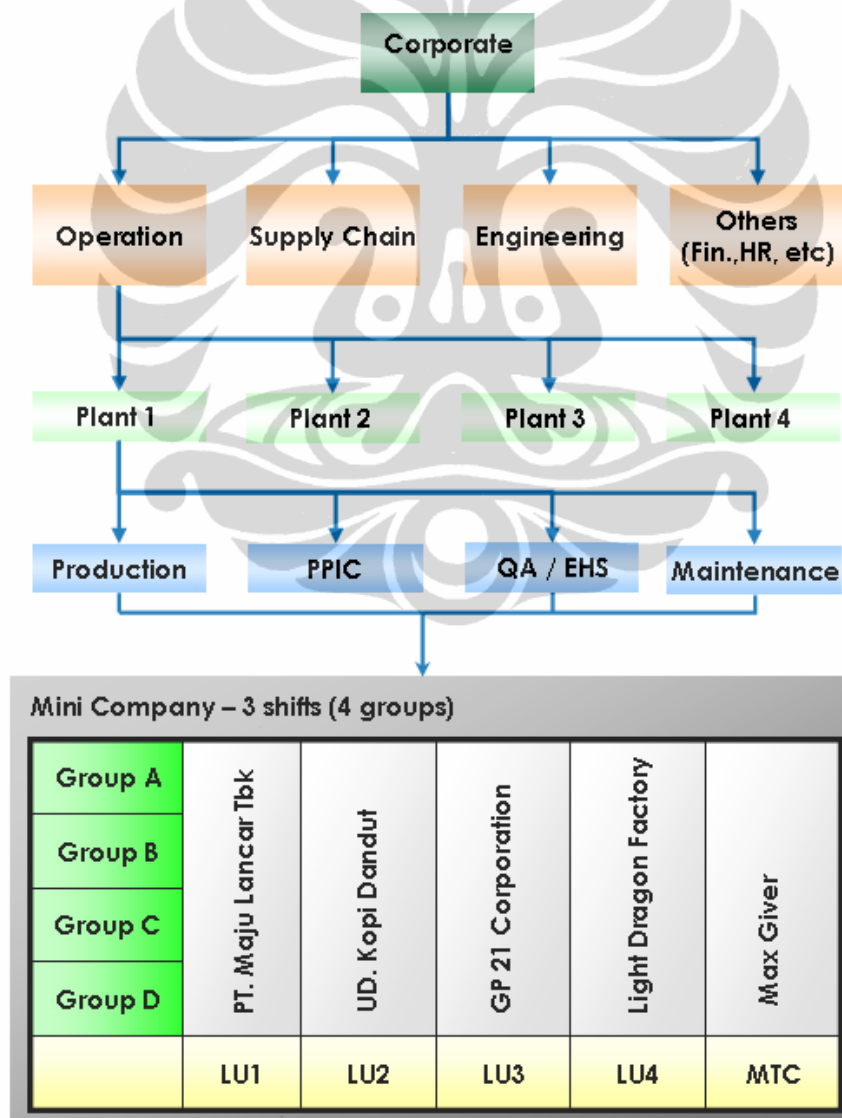 Corporate
Operation
Supply Chain
Engineering
Others
(Fin.,HR, etc)
Plant 1
Plant 2
Plant 3
Plant 4
Production
PPIC
QA / EHS
Maintenance
Mini Company – 3 shifts (4 groups)
Group A
Group B
Group C
Group D
PT. Maju Lancar Tbk
UD. Kopi Dandut
GP 21 Corporation
Light Dragon Factory
Max Giver
LU1
LU2
LU3
LU4
MTC